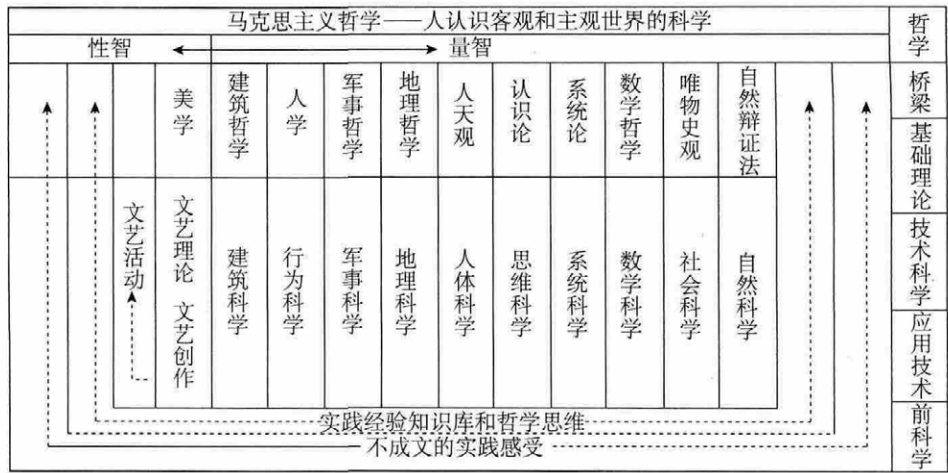 马克思主义哲学——人认识客观和主观世界的科学
哲学
性智
量智
美学
建筑哲学
人学
军事哲学
地理哲学
人天观
认识论
系统论
数学哲学
唯物史观
自然辩证法
桥梁
基础理论
文艺活动
文艺理论 文艺创作
建筑科学
行为科学
军事科学
地理科学
人体科学
思维科学
系统科学
数学科学
社会科学
自然科学
技术科学
应用技术
实践经验知识库和哲学思维
不成文的实践感受
前科学